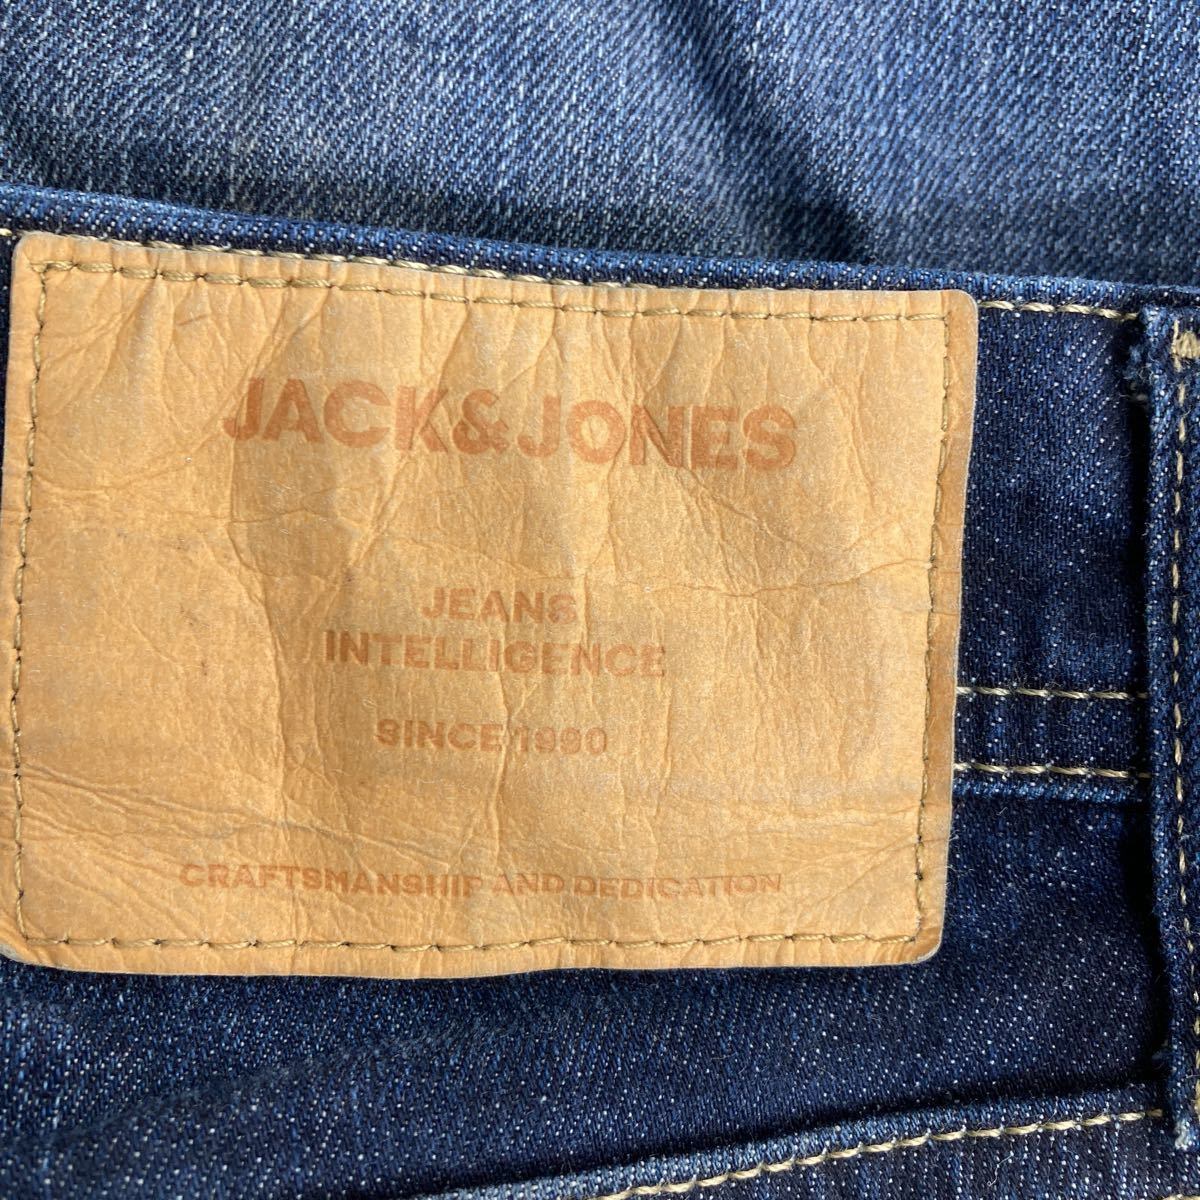 JACK&JONES
JEANS
INTELLIGENCE
SINCE 1990
CRAFTSMANSHIP AND DEDICATION